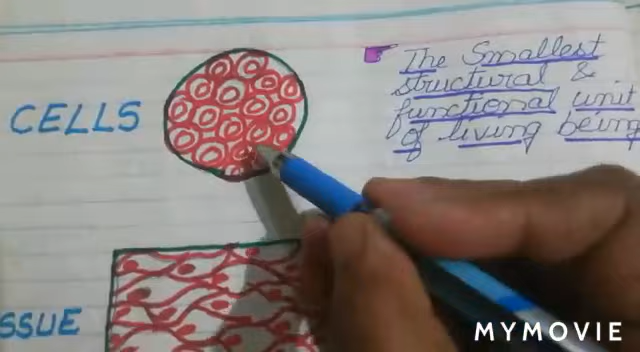 The Smallest
structural &
functional unit
of living being
CELLS
SSUE
MYMOVIE